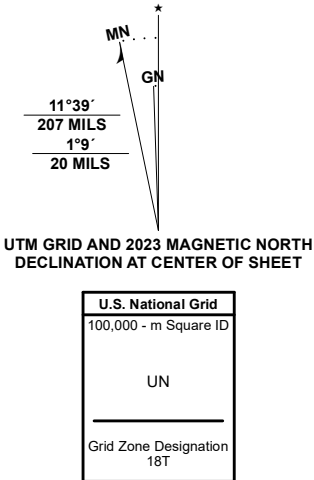 MN
GN
11°39´
207 MILS
1°9´
20 MILS
UTM GRID AND 2023 MAGNETIC NORTH
DECLINATION AT CENTER OF SHEET
U.S. National Grid
100,000 - m Square ID
UN
Grid Zone Designation
18T